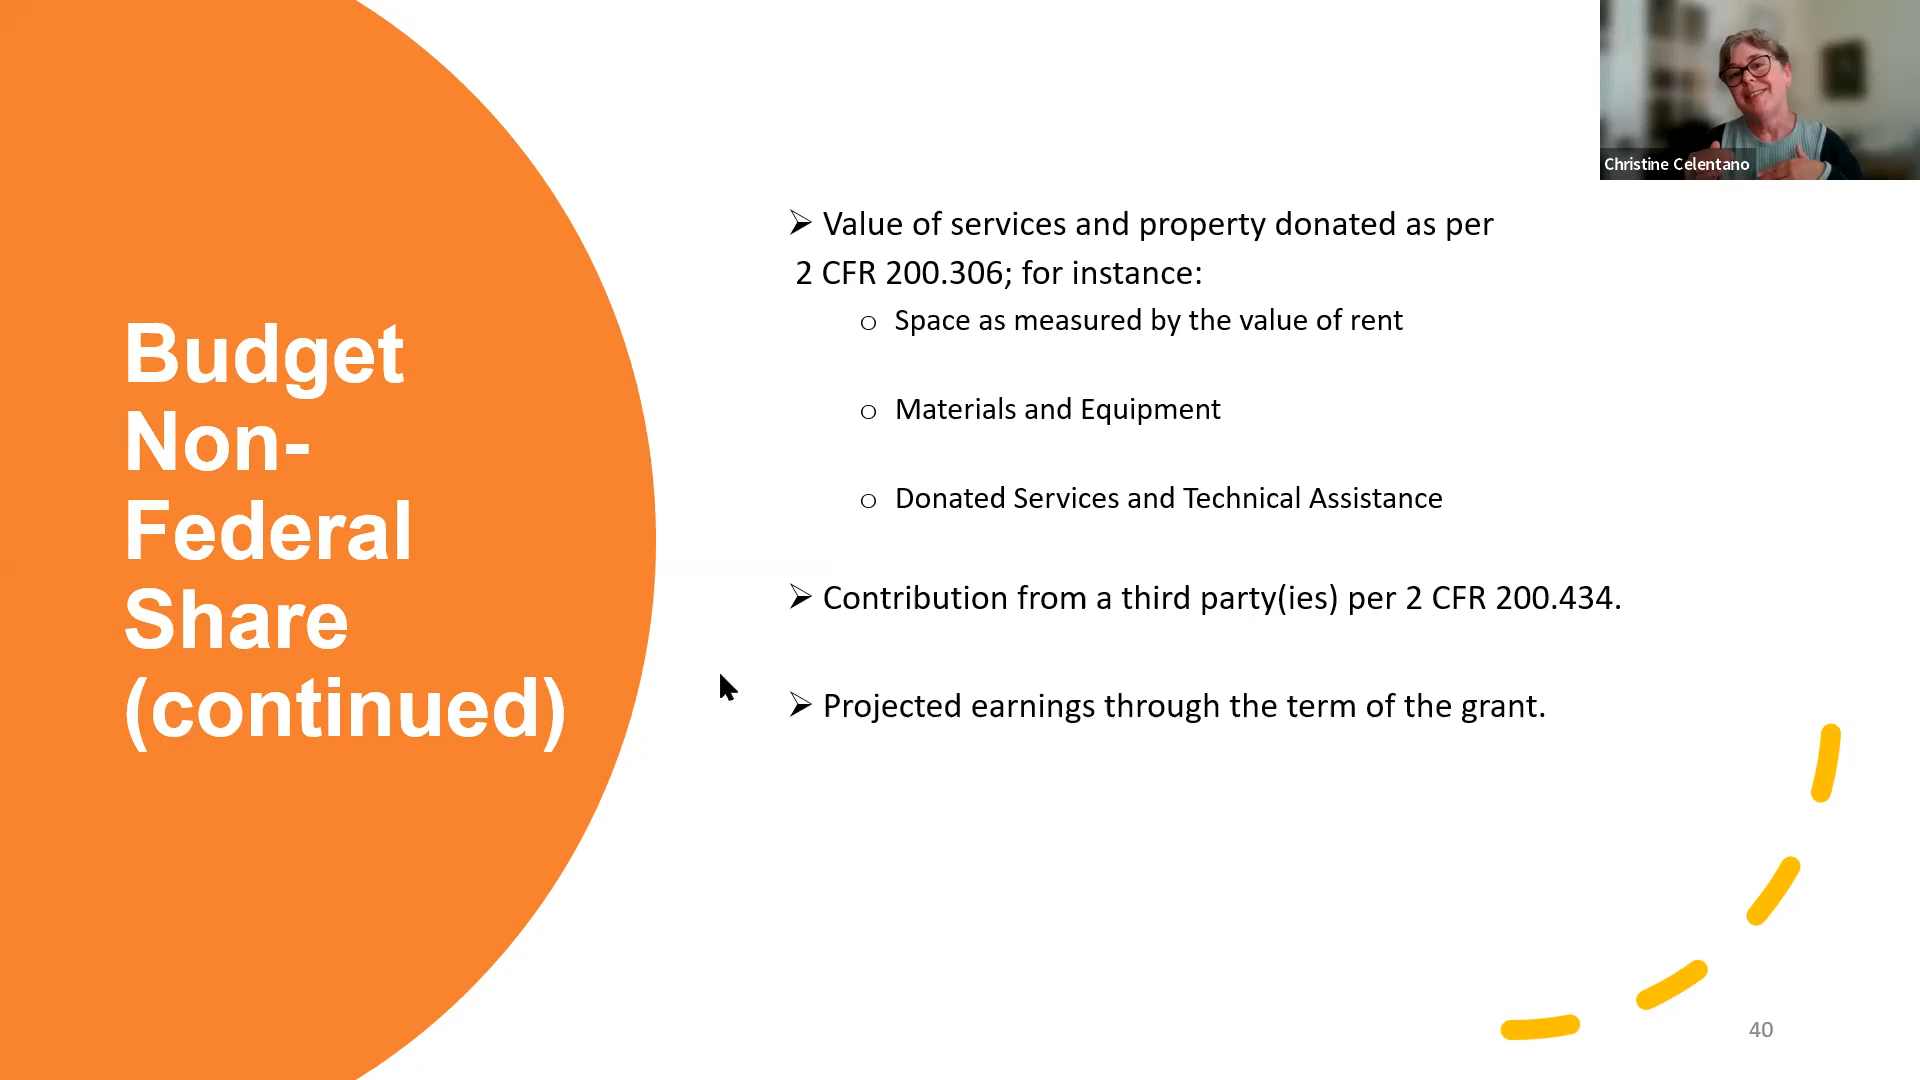 Christine Celentano
Budget
Non-
Federal
Share
(continued)
➢ Value of services and property donated as per
2 CFR 200.306; for instance:
o Space as measured by the value of rent
o Materials and Equipment
o Donated Services and Technical Assistance
➢ Contribution from a third party(ies) per 2 CFR 200.434.
➢ Projected earnings through the term of the grant.
40